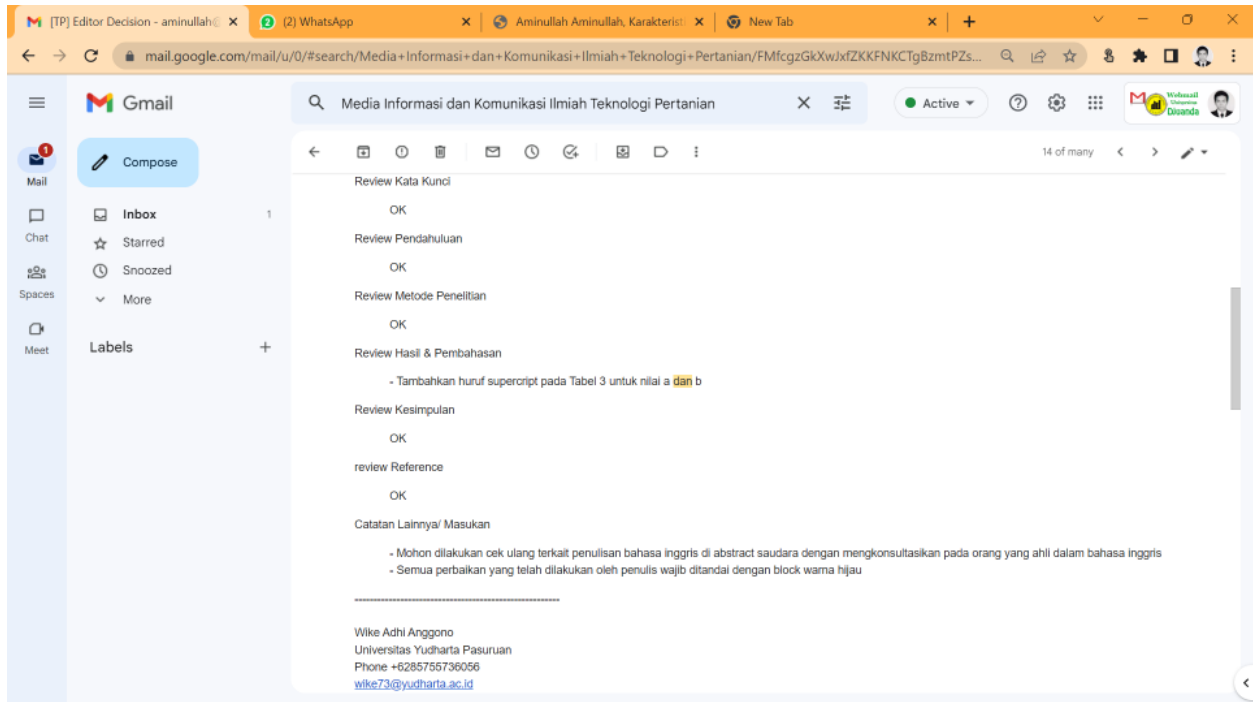 [TP] Editor Decision - aminullah@
(2) WhatsApp
Aminullah Aminullah, Karakterist
New Tab
mail.google.com/mail/u/0/#search/Media+Informasi+dan+Komunikasi+Ilmiah+Teknologi+Pertanian/FMfcgzGkXwJxfZKKFNKCTgBzmtPZs...
Gmail
Media Informasi dan Komunikasi Ilmiah Teknologi Pertanian
Active
Webmail
Djuanda
1
Mail
Chat
Spaces
Meet
Compose
Inbox 1
Starred
Snoozed
More
Labels
14 of many
Review Kata Kunci
OK
Review Pendahuluan
OK
Review Metode Penelitian
OK
Review Hasil & Pembahasan
- Tambahkan huruf supercript pada Tabel 3 untuk nilai a dan b
Review Kesimpulan
OK
review Reference
OK
Catatan Lainnya/ Masukan
- Mohon dilakukan cek ulang terkait penulisan bahasa inggris di abstract saudara dengan mengkonsultasikan pada orang yang ahli dalam bahasa inggris
- Semua perbaikan yang telah dilakukan oleh penulis wajib ditandai dengan block warna hijau
------------------------------------------------------
Wike Adhi Anggono
Universitas Yudharta Pasuruan
Phone +6285755736056
wike73@yudharta.ac.id